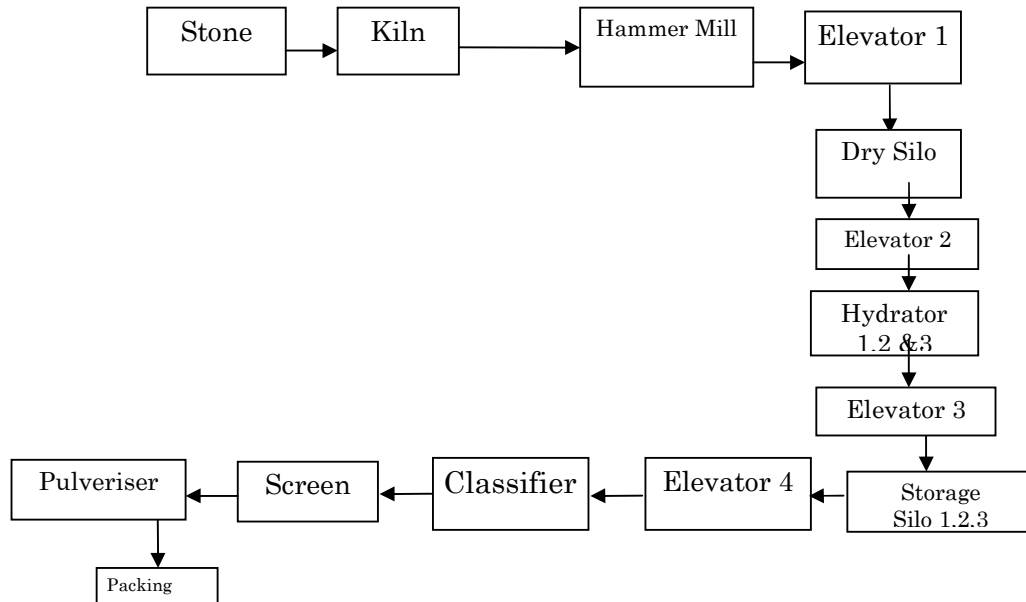 Stone
Kiln
Hammer Mill
Elevator 1
Dry Silo
Elevator 2
Hydrator
1.2 &3
Elevator 3
Storage
Silo 1.2.3
Elevator 4
Classifier
Screen
Pulveriser
Packing